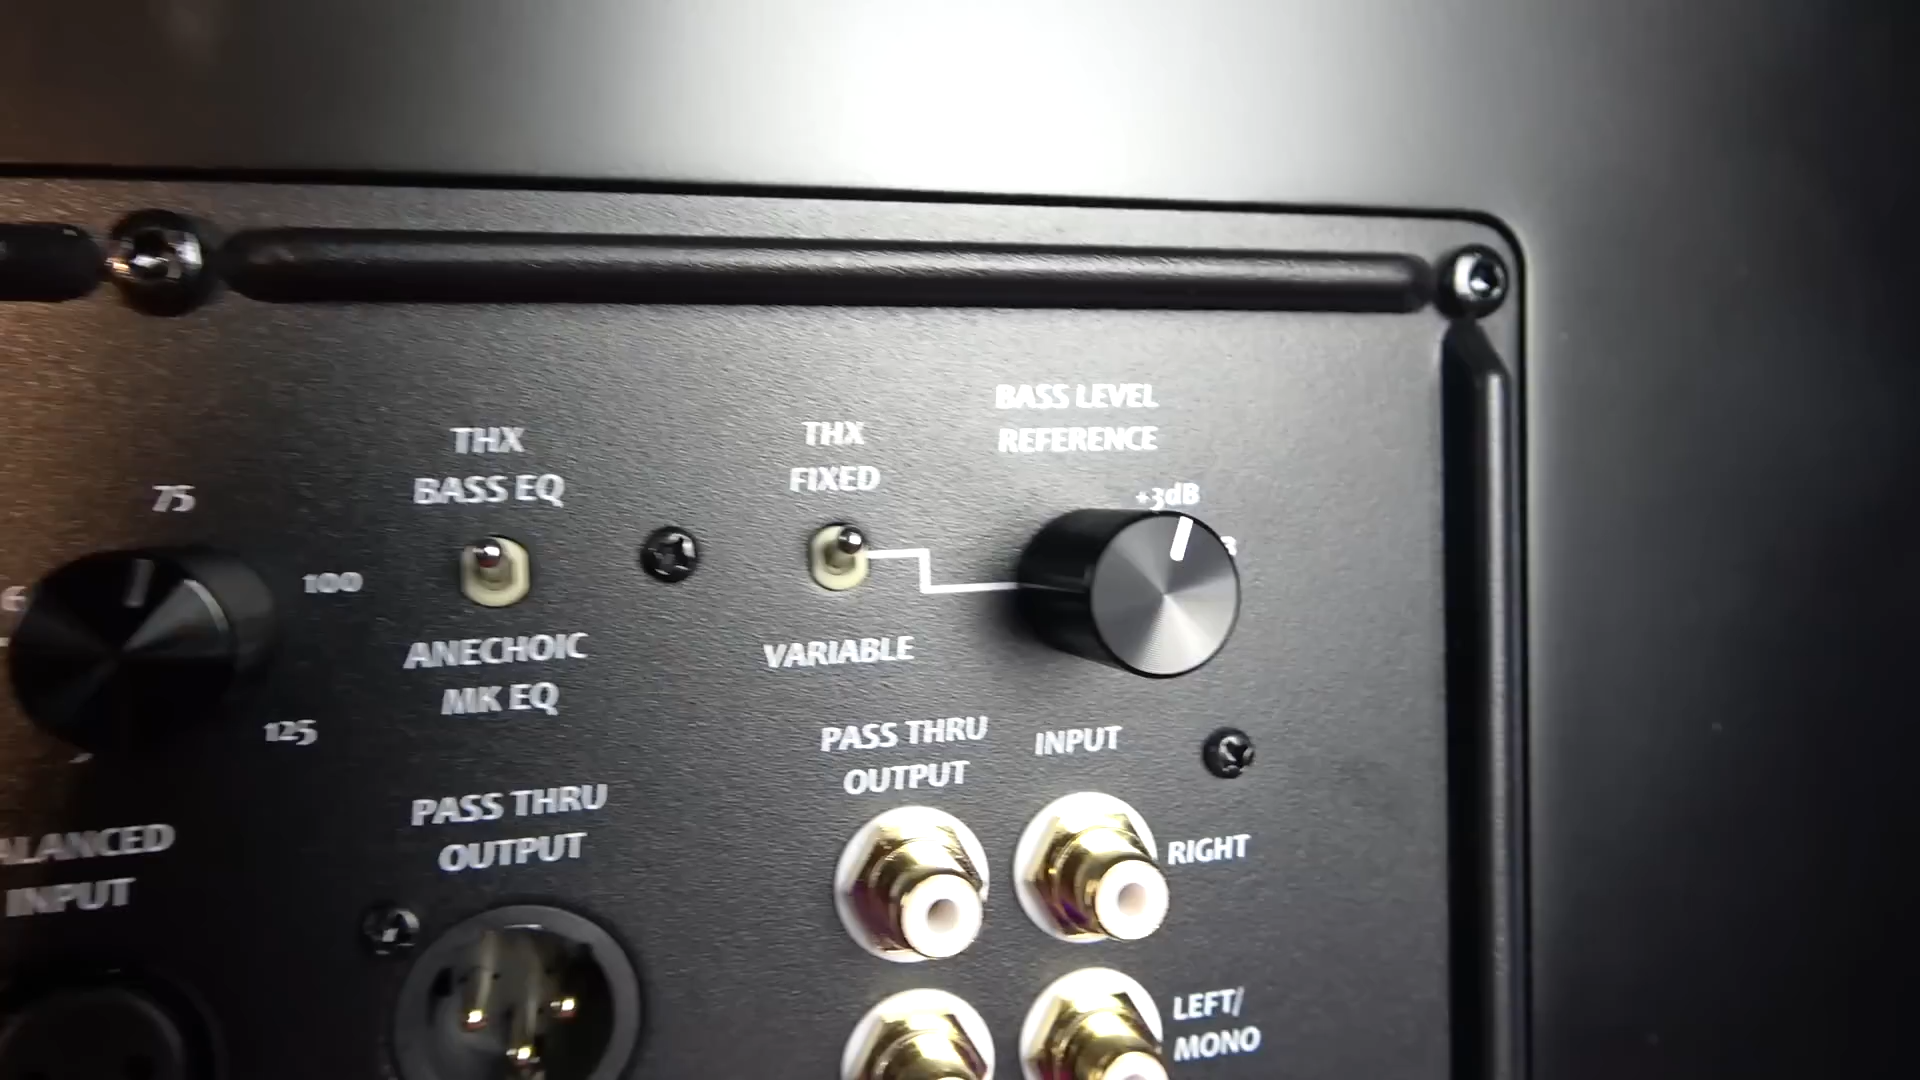 THX
BASS EQ
ANECHOIC
MK EQ
THX
FIXED
VARIABLE
BASS LEVEL
REFERENCE
+3dB
75
100
125
INPUT
PASS THRU
OUTPUT
PASS THRU
OUTPUT
INPUT
RIGHT
LEFT/
MONO